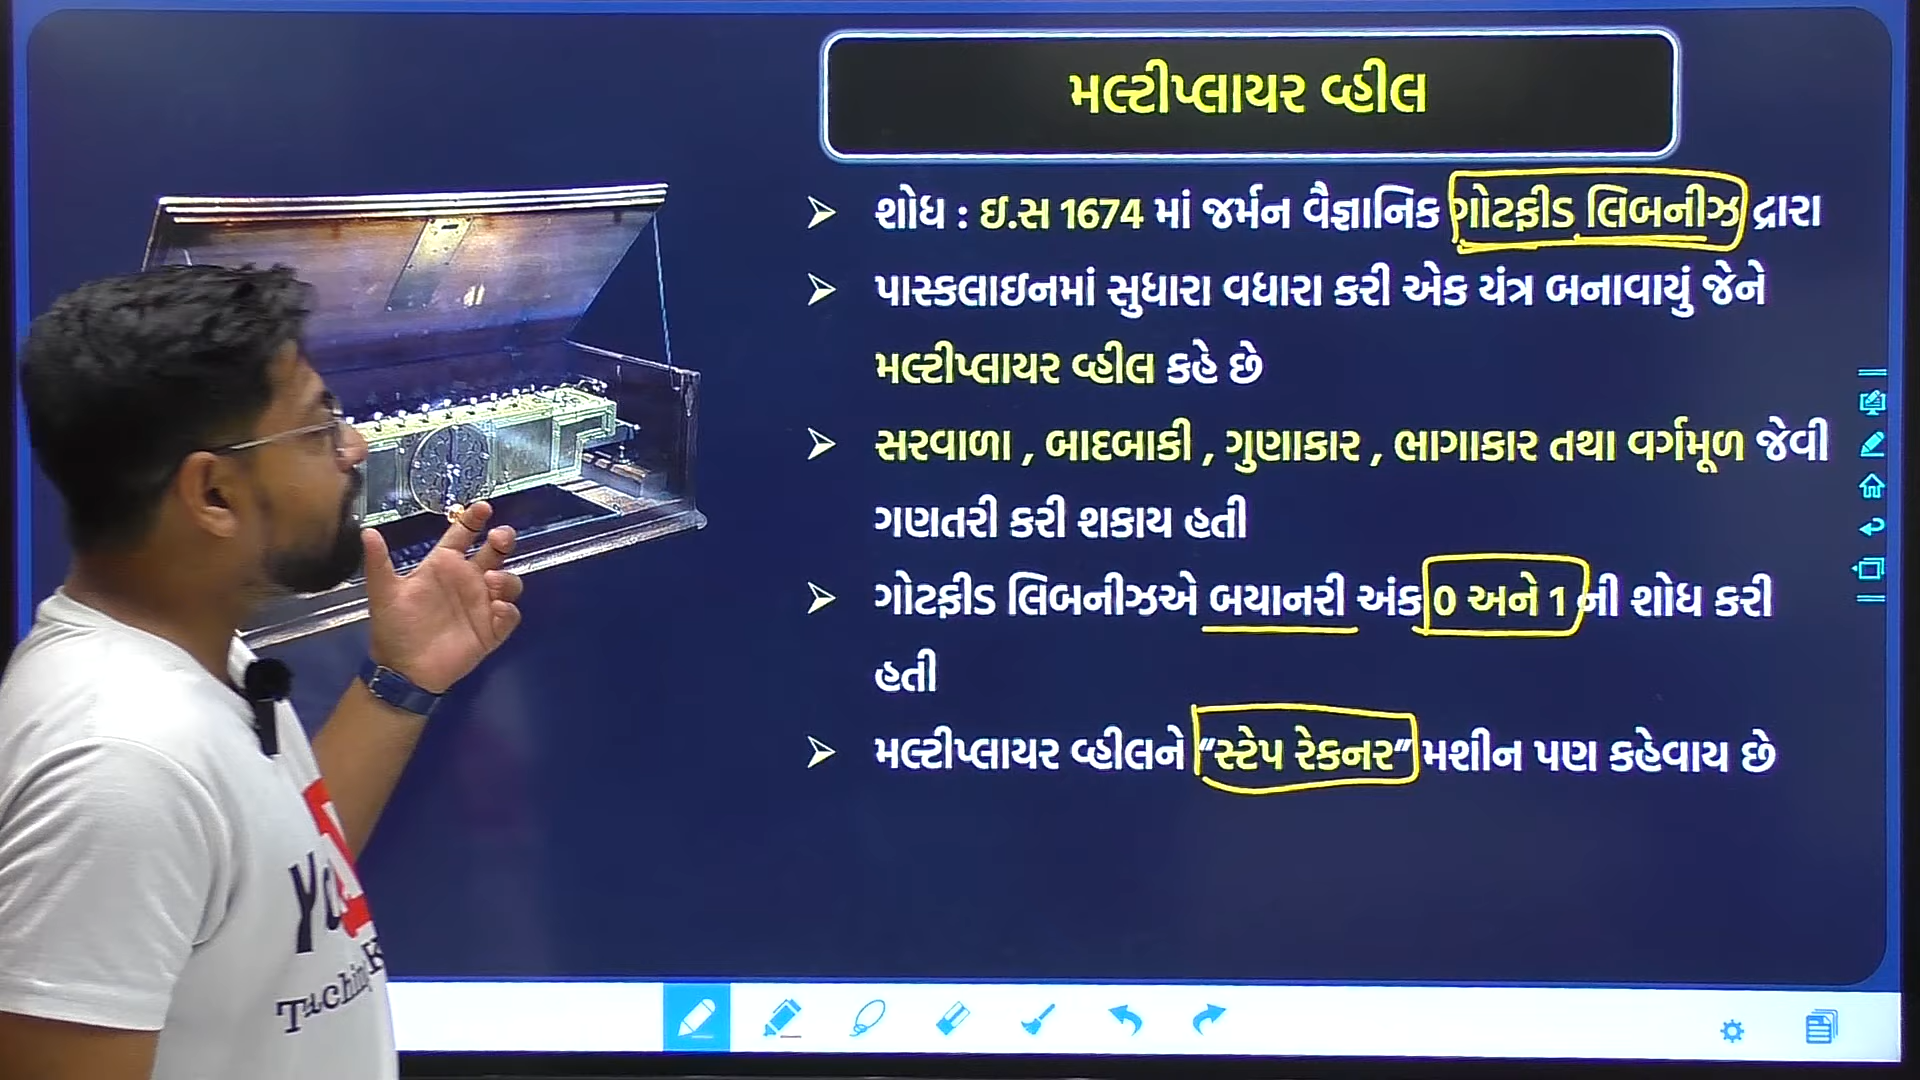 મલ્ટીપ્લાયર વ્હીલ
શોધ : ઇ.સ 1674 માં જર્મન વૈજ્ઞાનિક ગોટફ્રીડ લિબનીઝ દ્રારા
પાસ્કલાઇનમાં સુધારા વધારા કરી એક યંત્ર બનાવાયું જેને
મલ્ટીપ્લાયર વ્હીલ કહે છે
સરવાળા , બાદબાકી , ગુણાકાર , ભાગાકાર તથા વર્ગમૂળ જેવી
ગણતરી કરી શકાય હતી
ગોટફ્રીડ લિબનીઝએ બયાનરી અંક 0 અને 1 ની શોધ કરી
હતી
મલ્ટીપ્લાયર વ્હીલને “સ્ટેપ રેકનર” મશીન પણ કહેવાય છે